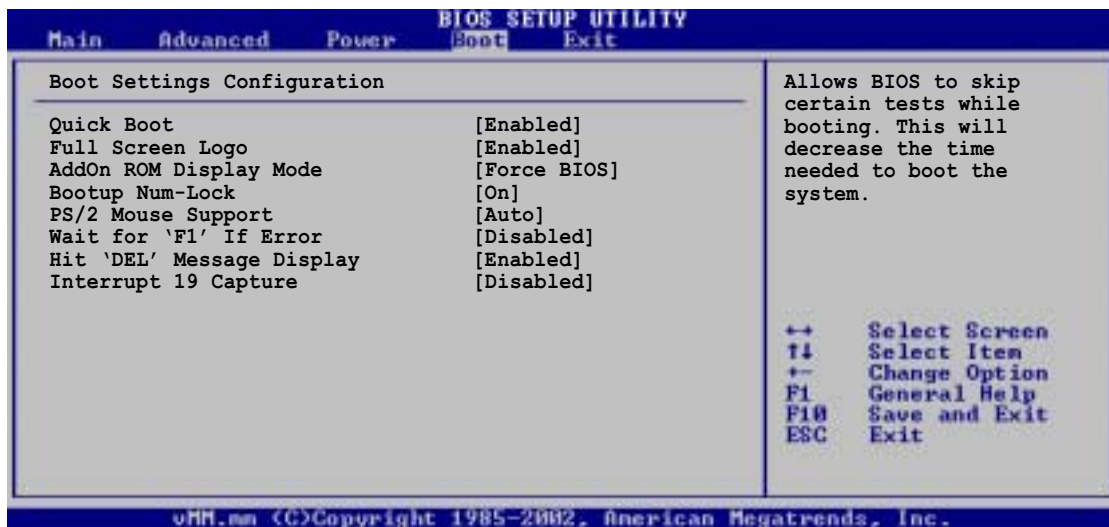 BIOS SETUP UTILITY
Main Advanced Power Boot Exit
Boot Settings Configuration
Quick Boot [Enabled]
Full Screen Logo [Enabled]
AddOn ROM Display Mode [Force BIOS]
Bootup Num-Lock [On]
PS/2 Mouse Support [Auto]
Wait for ‘F1’ If Error [Disabled]
Hit ‘DEL’ Message Display [Enabled]
Interrupt 19 Capture [Disabled]
Allows BIOS to skip
certain tests while
booting. This will
decrease the time
needed to boot the
system.
←→ Select Screen
↑↓ Select Item
+- Change Option
F1 General Help
F10 Save and Exit
ESC Exit
vMM.mm (C)Copyright 1985-2002, American Megatrends, Inc.